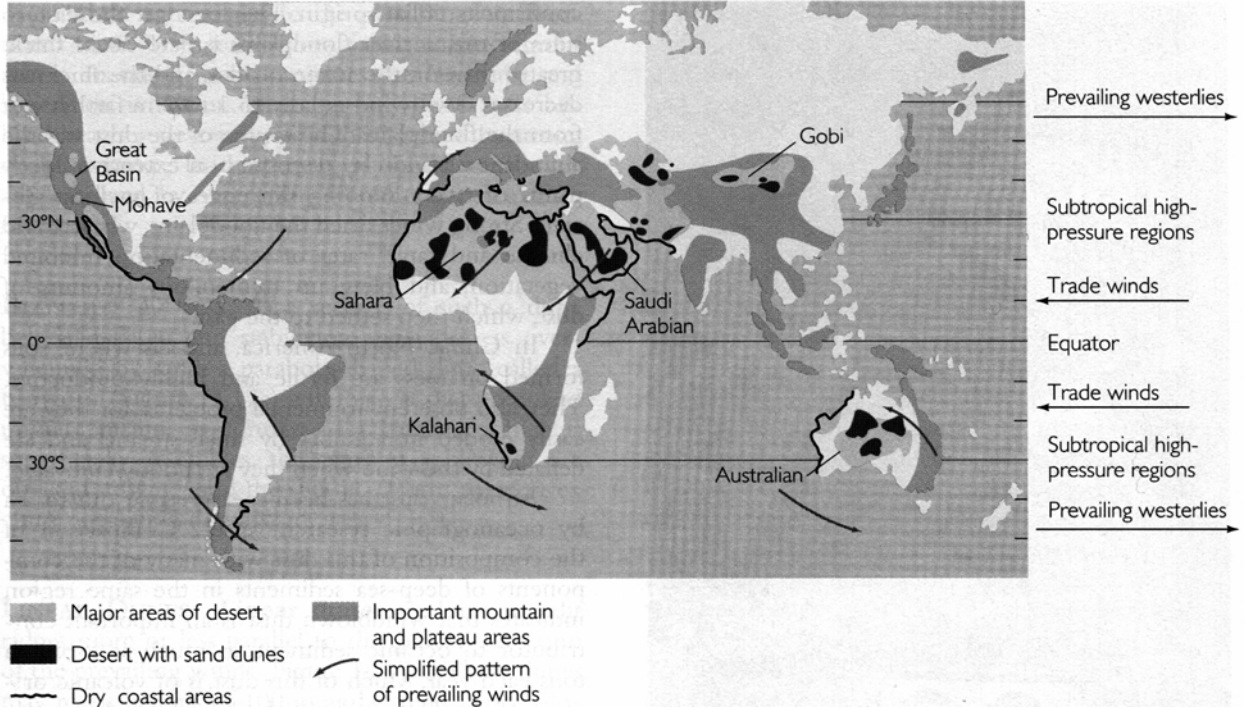 Great
Basin
Mohave
30°N
0°
30°S
Sahara
Saudi
Arabian
Gobi
Kalahari
Australian
Prevailing westerlies
Subtropical high-
pressure regions
Trade winds
Equator
Trade winds
Subtropical high-
pressure regions
Prevailing westerlies
Major areas of desert
Desert with sand dunes
Dry, coastal areas
Important mountain
and plateau areas
Simplified pattern
of prevailing winds